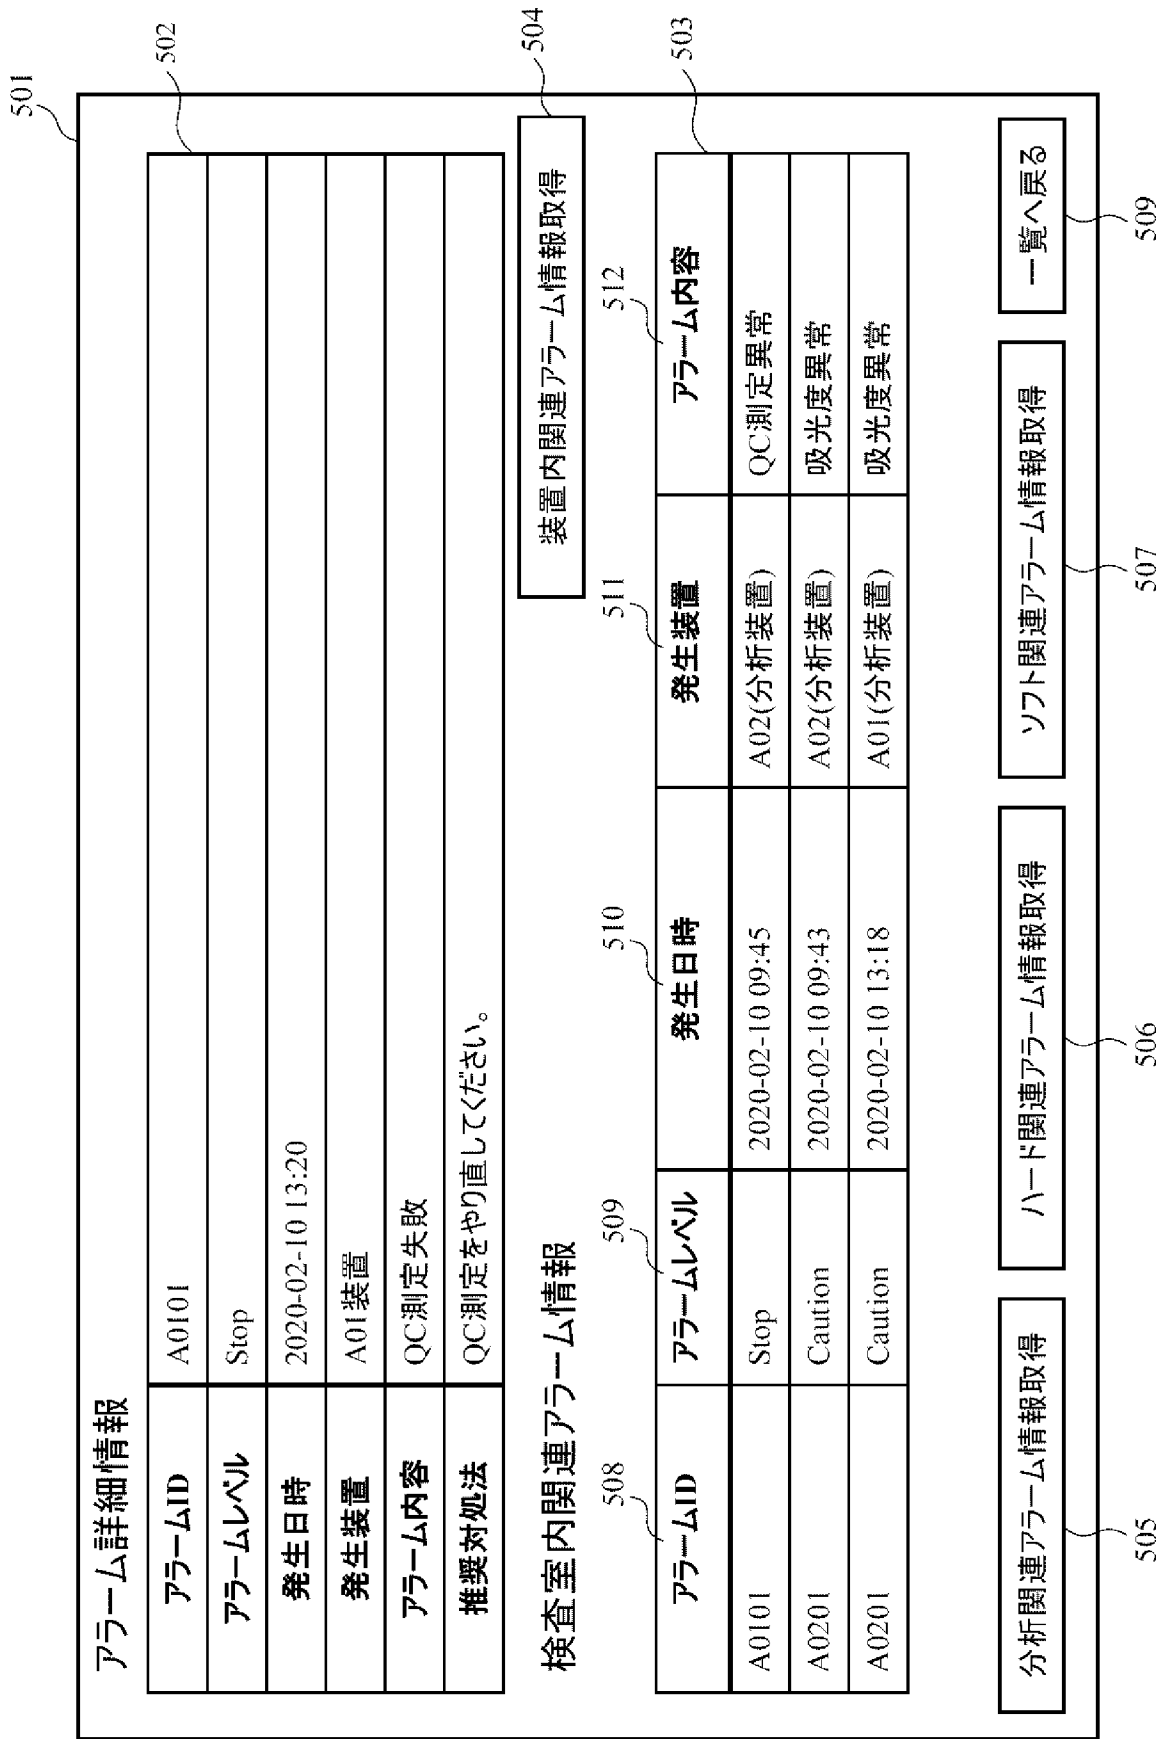 501
アラーム詳細情報
502
アラームID A0101
アラームレベル Stop
発生日時 2020-02-10 13:20
発生装置 A01装置
アラーム内容 QC測定失敗
推奨対処法 QC測定をやり直してください。
504
検査室内関連アラーム情報 装置内関連アラーム情報取得
508 509 510 511 512 503
アラームID アラームレベル 発生日時 発生装置 アラーム内容
A0101 Stop 2020-02-10 09:45 A02(分析装置) QC測定異常
A0201 Caution 2020-02-10 09:43 A02(分析装置) 吸光度異常
A0201 Caution 2020-02-10 13:18 A01(分析装置) 吸光度異常
分析関連アラーム情報取得 ハード関連アラーム情報取得 ソフト関連アラーム情報取得 一覧へ戻る
505 506 507 509